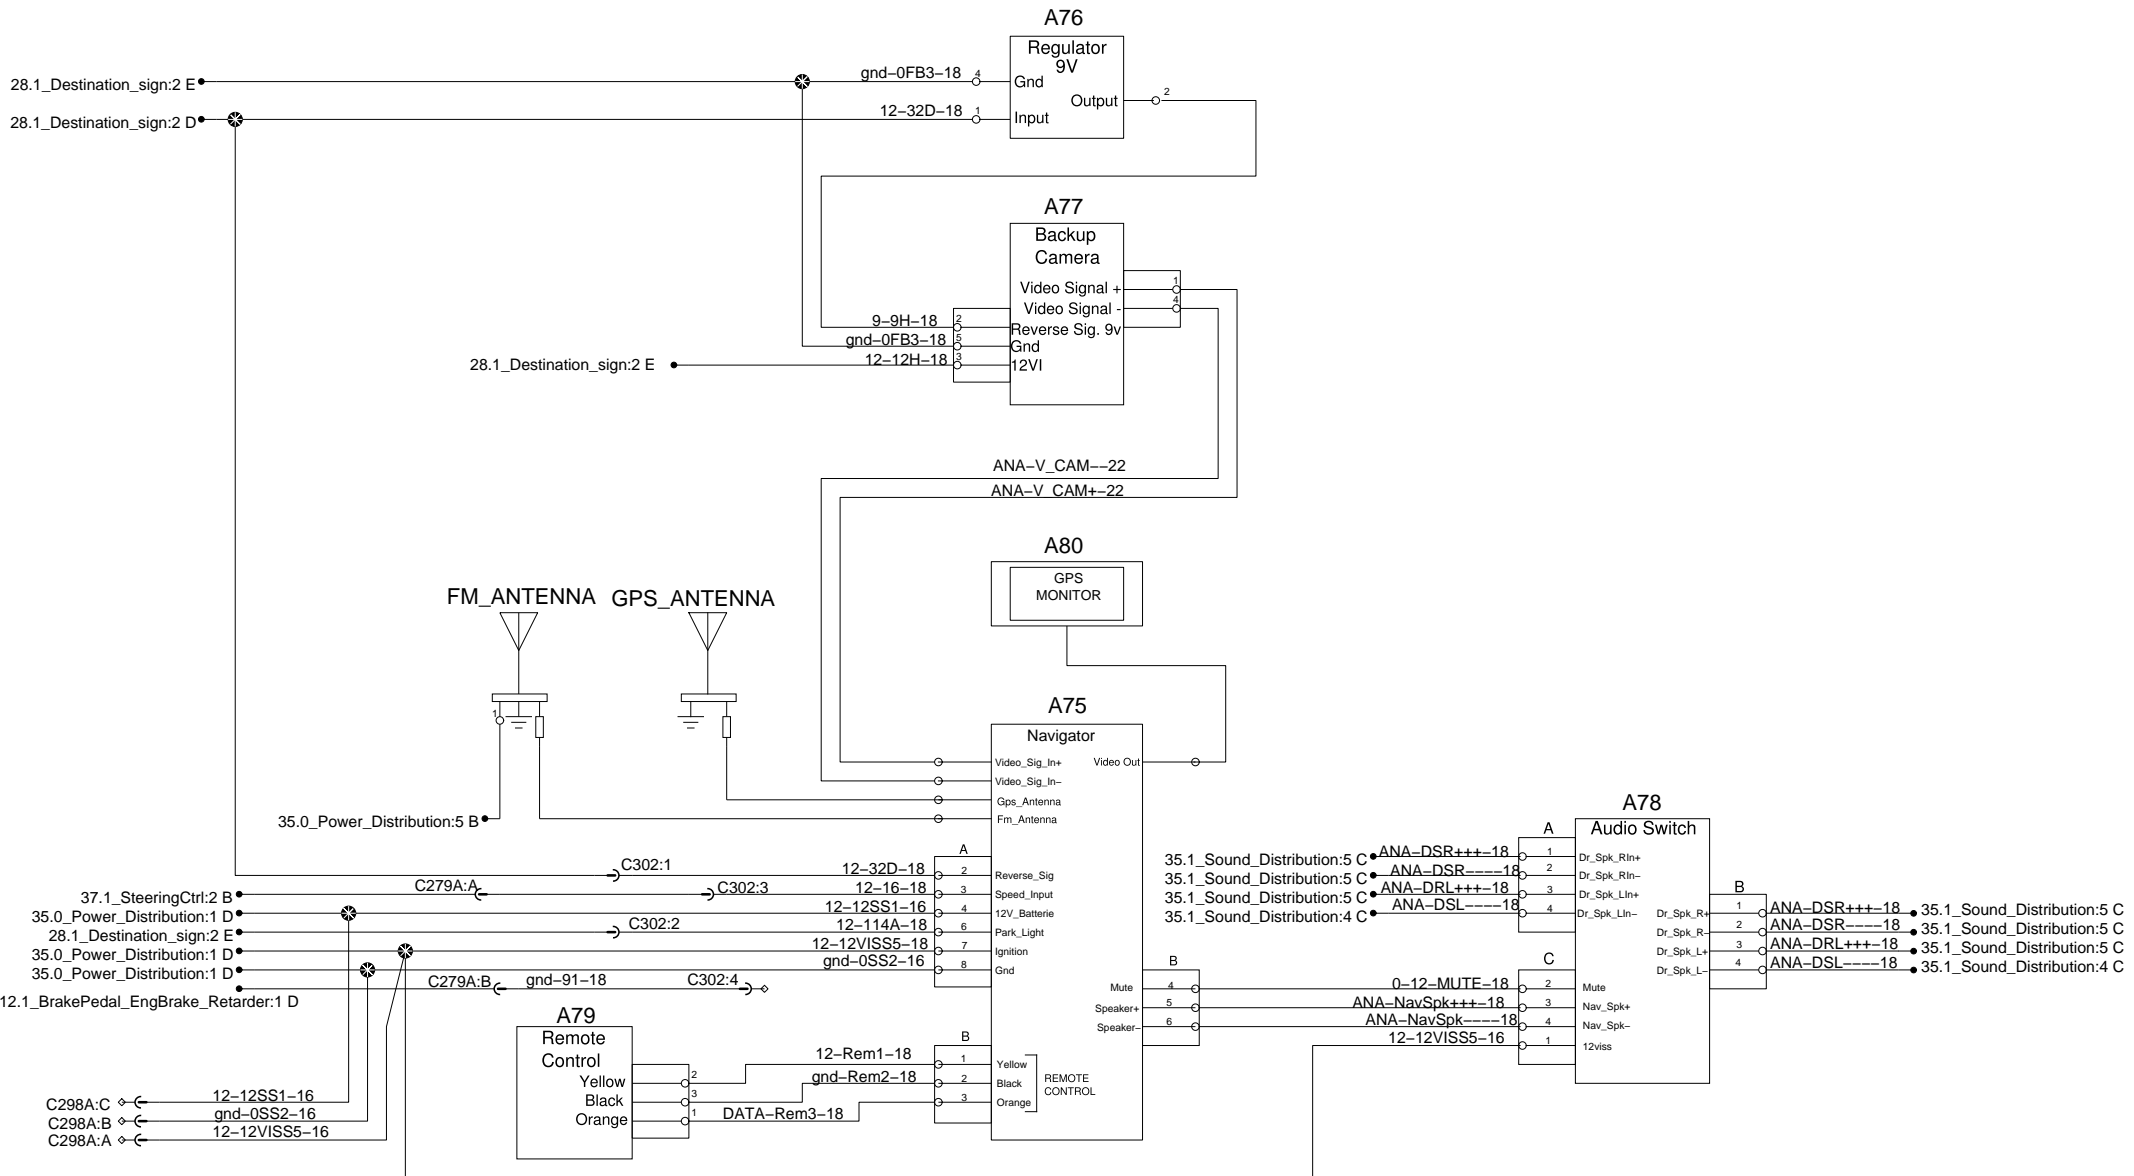 A76
Regulator
9V
28.1_Destination_sign:2 E
gnd-0FB3-18
4
Gnd
Output
2
28.1_Destination_sign:2 D
12-32D-18
1
Input
A77
Backup
Camera
Video Signal +
1
Video Signal -
4
9-9H-18
2
Reverse Sig. 9v
gnd-0FB3-18
5
Gnd
28.1_Destination_sign:2 E
12-12H-18
3
12VI
ANA-V_CAM--22
ANA-V_CAM+-22
A80
GPS
MONITOR
FM_ANTENNA
GPS_ANTENNA
1
A75
Navigator
Video_Sig_In+
Video Out
Video_Sig_In-
Gps_Antenna
35.0_Power_Distribution:5 B
Fm_Antenna
A
C302:1
12-32D-18
2
Reverse_Sig
37.1_SteeringCtrl:2 B
C279A:A
C302:3
12-16-18
3
Speed_Input
35.0_Power_Distribution:1 D
12-12SS1-16
4
12V_Batterie
28.1_Destination_sign:2 E
C302:2
12-114A-18
6
Park_Light
35.0_Power_Distribution:1 D
12-12VISS5-18
7
Ignition
35.0_Power_Distribution:1 D
gnd-0SS2-16
8
Gnd
12.1_BrakePedal_EngBrake_Retarder:1 D
C279A:B
gnd-91-18
C302:4
A79
Remote
Control
Yellow
2
Black
3
Orange
1
12-Rem1-18
gnd-Rem2-18
DATA-Rem3-18
B
1
Yellow
2
Black
3
Orange
REMOTE
CONTROL
C298A:C
12-12SS1-16
C298A:B
gnd-0SS2-16
C298A:A
12-12VISS5-16
B
Mute
4
Speaker+
5
Speaker-
6
A78
Audio Switch
A
35.1_Sound_Distribution:5 C
ANA-DSR+++-18
1
Dr_Spk_RIn+
35.1_Sound_Distribution:5 C
ANA-DSR----18
2
Dr_Spk_RIn-
35.1_Sound_Distribution:5 C
ANA-DRL+++-18
3
Dr_Spk_LIn+
35.1_Sound_Distribution:4 C
ANA-DSL----18
4
Dr_Spk_LIn-
B
Dr_Spk_R+
1
ANA-DSR+++-18
35.1_Sound_Distribution:5 C
Dr_Spk_R-
2
ANA-DSR----18
35.1_Sound_Distribution:5 C
Dr_Spk_L+
3
ANA-DRL+++-18
35.1_Sound_Distribution:5 C
Dr_Spk_L-
4
ANA-DSL----18
35.1_Sound_Distribution:4 C
C
0-12-MUTE-18
2
Mute
ANA-NavSpk+++-18
3
Nav_Spk+
ANA-NavSpk----18
4
Nav_Spk-
12-12VISS5-16
1
12viss